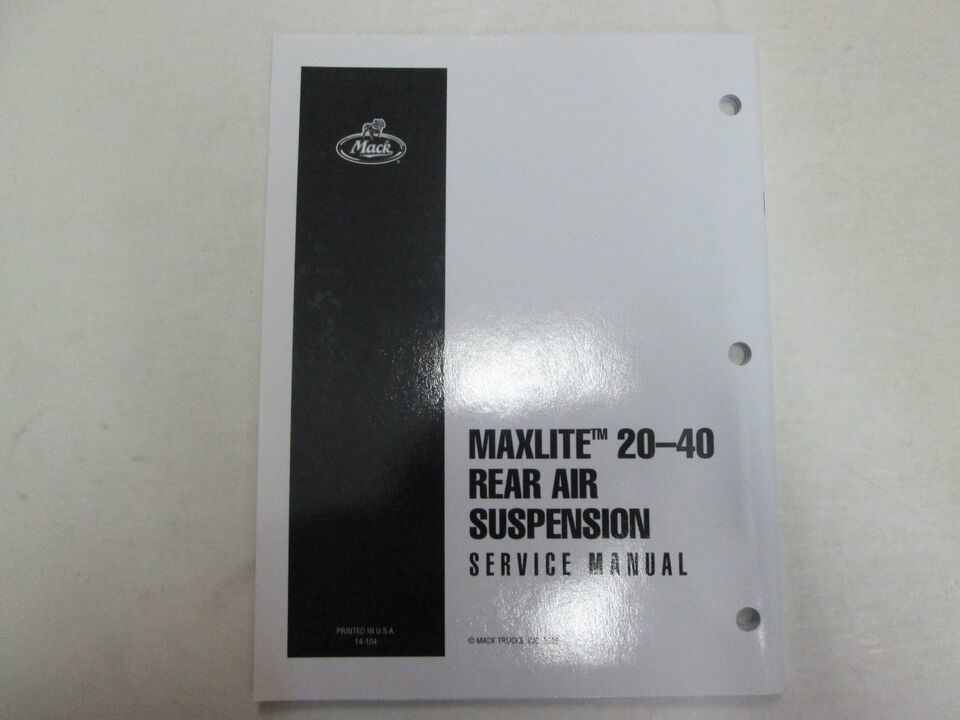 Mack
MAXLITE™ 20–40
REAR AIR
SUSPENSION
SERVICE MANUAL
PRINTED IN U.S.A.
14-104
© MACK TRUCKS, INC.